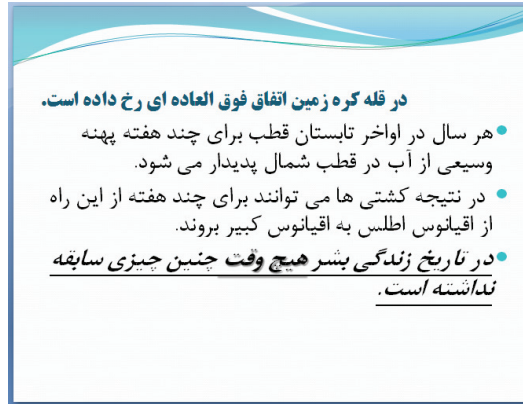 در قله کره زمین اتفاق فوق العاده ای رخ داده است.
هر سال در اواخر تابستان قطب برای چند هفته پهنه
وسیعی از آب در قطب شمال پدیدار می شود.
در نتیجه کشتی ها می توانند برای چند هفته از این راه
از اقیانوس اطلس به اقیانوس کبیر بروند.
در تاریخ زندگی بشر هیچ وقت چنین چیزی سابقه
نداشته است.